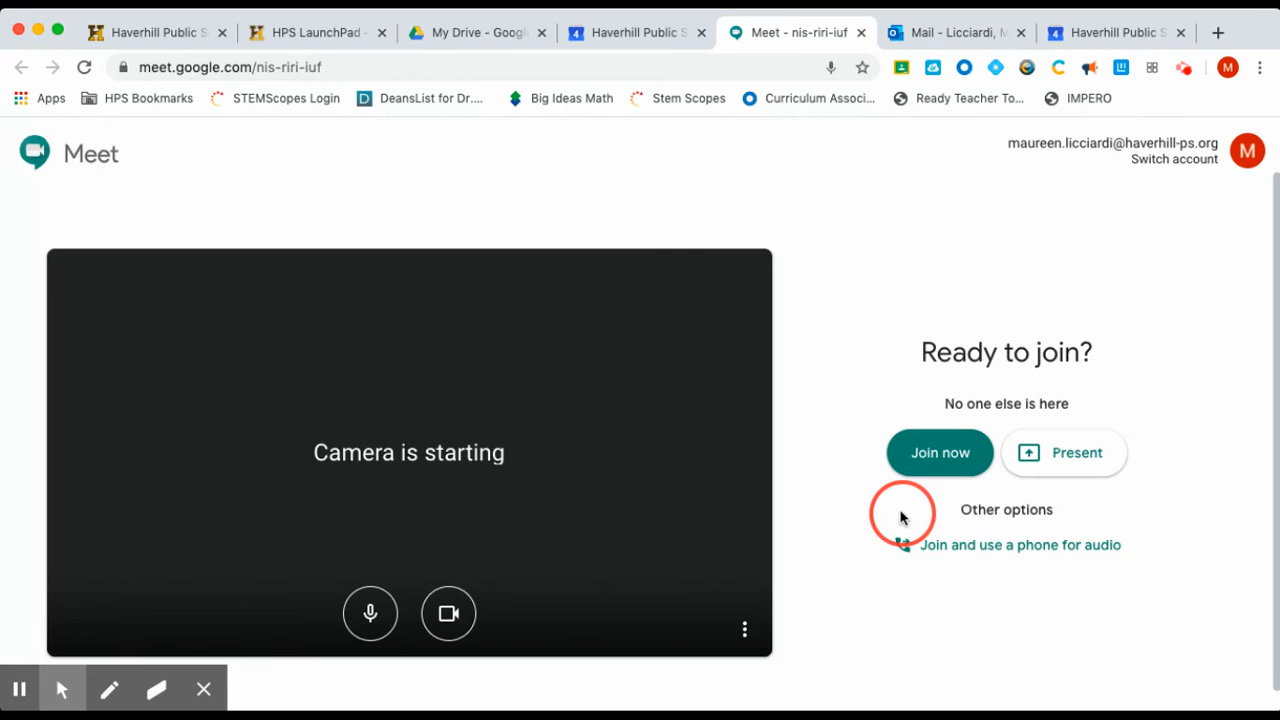 Haverhill Public S
HPS LaunchPad -
My Drive - Googl
Haverhill Public S
Meet - nis-riri-iuf
Mail - Licciardi, M
Haverhill Public S
meet.google.com/nis-riri-iuf
M
Apps
HPS Bookmarks
STEMScopes Login
DeansList for Dr....
Big Ideas Math
Stem Scopes
Curriculum Associ...
Ready Teacher To...
IMPERO
Meet
maureen.licciardi@haverhill-ps.org
Switch account
M
Camera is starting
Ready to join?
No one else is here
Join now
Present
Other options
Join and use a phone for audio